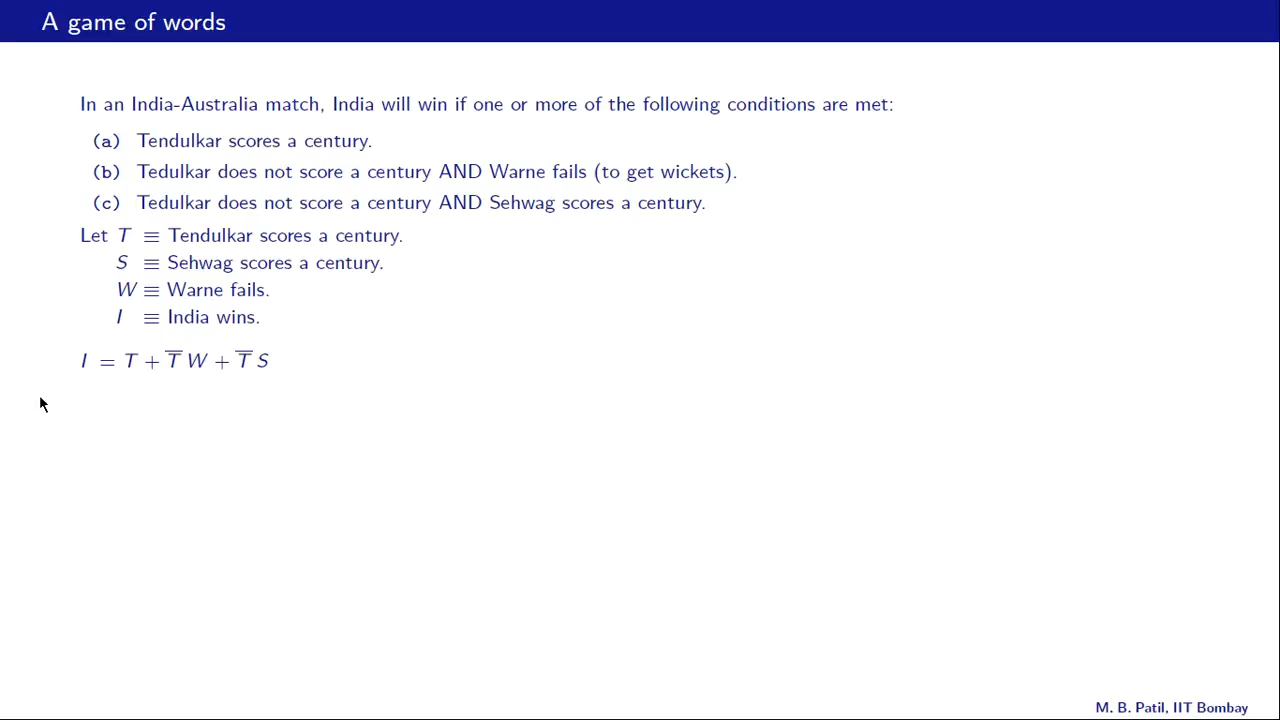 A game of words
In an India-Australia match, India will win if one or more of the following conditions are met:
(a) Tendulkar scores a century.
(b) Tedulkar does not score a century AND Warne fails (to get wickets).
(c) Tedulkar does not score a century AND Sehwag scores a century.
Let T ≡ Tendulkar scores a century.
S ≡ Sehwag scores a century.
W ≡ Warne fails.
I ≡ India wins.
I = T + T̅ W + T̅ S
M. B. Patil, IIT Bombay